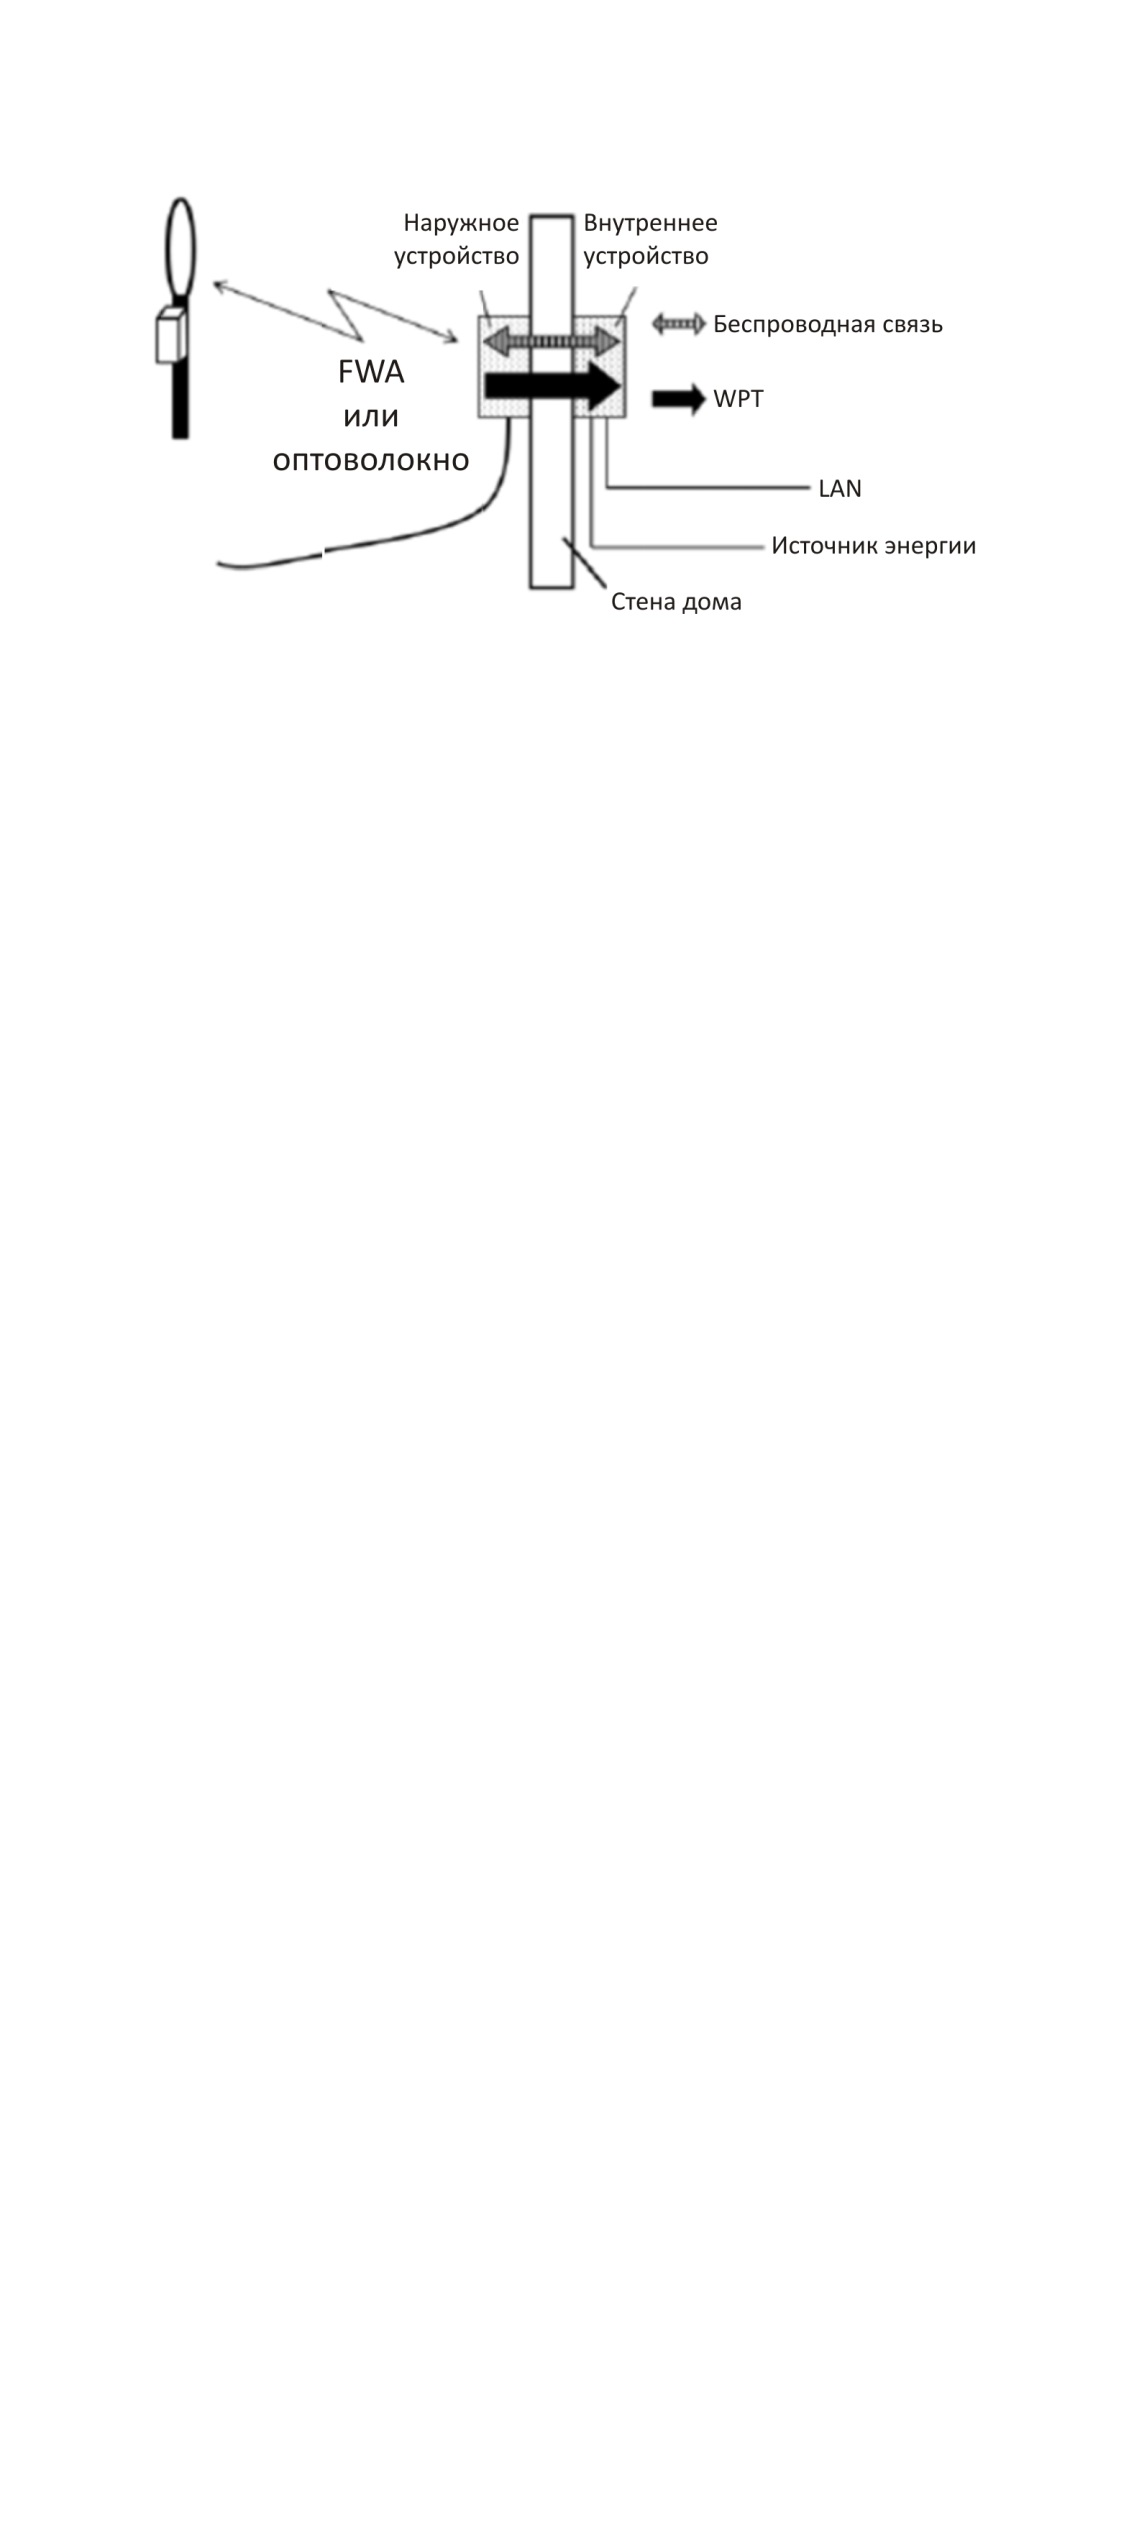 Наружное
устройство
Внутреннее
устройство
Беспроводная связь
FWA
или
оптоволокно
WPT
LAN
Источник энергии
Стена дома